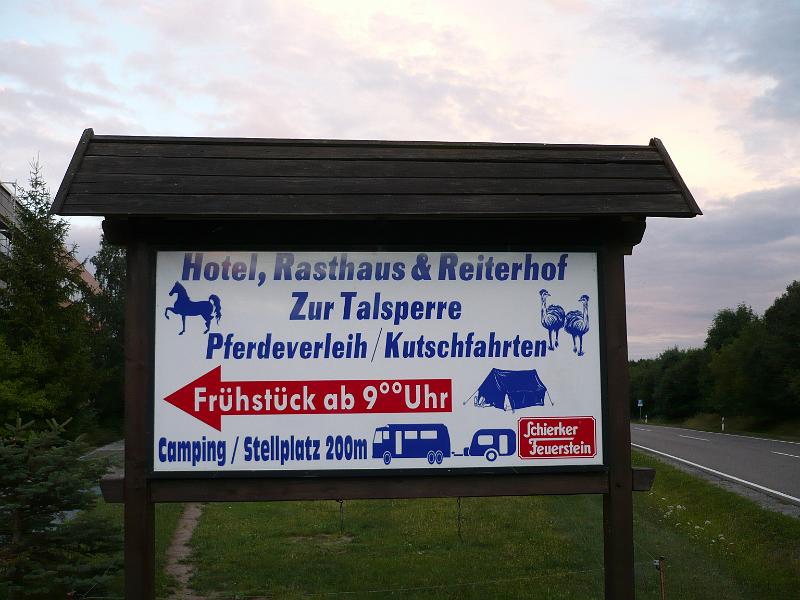 Hotel, Rasthaus & Reiterhof
Zur Talsperre
Pferdeverleih / Kutschfahrten
Frühstück ab 9°° Uhr
Camping / Stellplatz 200m
Schierker
Feuerstein